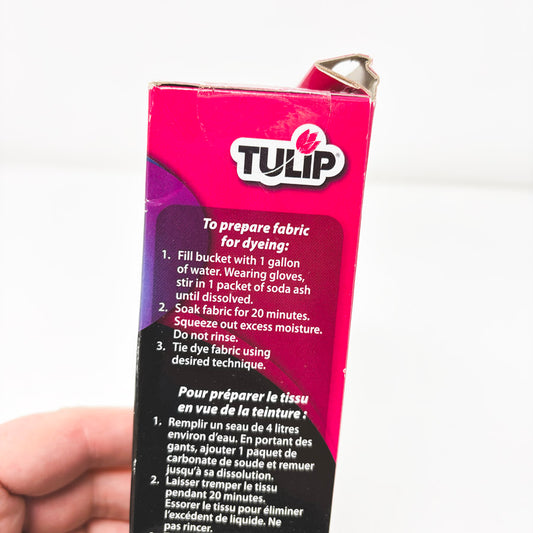 TULIP
To prepare fabric
for dyeing:
1. Fill bucket with 1 gallon
of water. Wearing gloves,
stir in 1 packet of soda ash
until dissolved.
2. Soak fabric for 20 minutes.
Squeeze out excess moisture.
Do not rinse.
3. Tie dye fabric using
desired technique.
Pour préparer le tissu
en vue de la teinture :
1. Remplir un seau de 4 litres
environ d'eau. En portant des
gants, ajouter 1 paquet de
carbonate de soude et remuer
jusqu'à sa dissolution.
2. Laisser tremper le tissu
pendant 20 minutes.
Essorer le tissu pour éliminer
l'excédent de liquide. Ne
pas rincer.